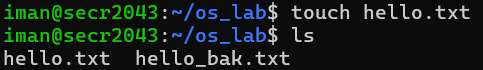 iman@secr2043:~/os_lab$ touch hello.txt
iman@secr2043:~/os_lab$ ls
hello.txt  hello_bak.txt